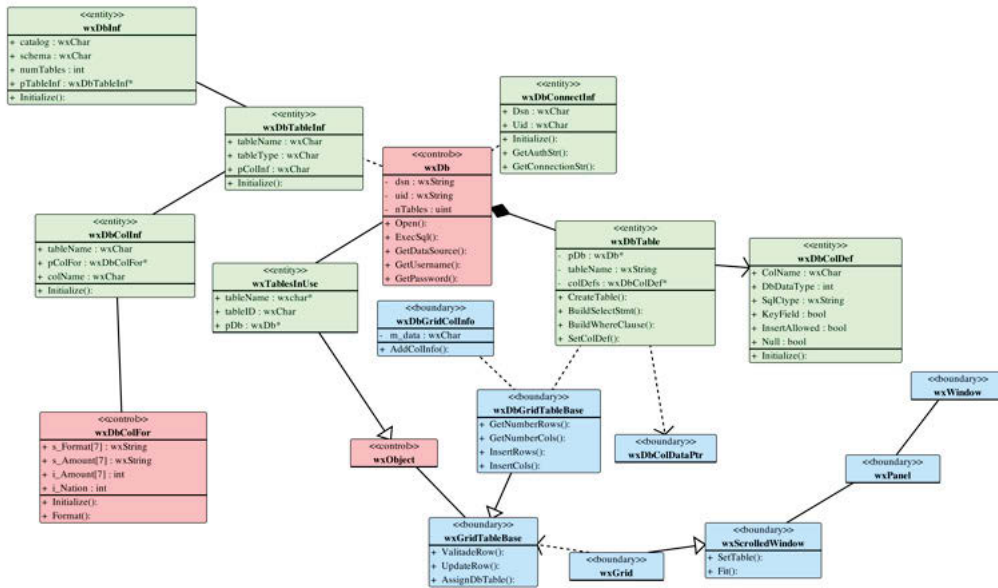 <<entity>>
wxDbInf
+ catalog : wxChar
+ schema : wxChar
+ numTables : int
+ pTableInf : wxDbTableInf*
+ Initialize():
<<entity>>
wxDbTableInf
+ tableName : wxChar
+ tableType : wxChar
+ pColInf : wxChar
+ Initialize():
<<entity>>
wxDbConnectInf
+ Dsn : wxChar
+ Uid : wxChar
+ Initialize():
+ GetAuthStr():
+ GetConnectionStr():
<<control>>
wxDb
- dsn : wxString
- uid : wxString
- nTables : uint
+ Open():
+ ExecSql():
+ GetDataSource():
+ GetUsername():
+ GetPassword():
<<entity>>
wxDbColInf
+ tableName : wxChar
+ pColFor : wxDbColFor*
+ colName : wxChar
+ Initialize():
<<entity>>
wxTablesInUse
+ tableName : wxchar*
+ tableID : wxChar
+ pDb : wxDb*
<<entity>>
wxDbTable
- pDb : wxDb*
- tableName : wxString
- colDefs : wxDbColDef*
+ CreateTable():
+ BuildSelectStmt():
+ BuildWhereClause():
+ SetColDef():
<<entity>>
wxDbColDef
+ ColName : wxChar
+ DbDataType : int
+ SqlCtype : wxString
+ KeyField : bool
+ InsertAllowed : bool
+ Null : bool
+ Initialize():
<<boundary>>
wxDbGridColInfo
- m_data : wxChar
+ AddColInfo():
<<boundary>>
wxDbGridTableBase
+ GetNumberRows():
+ GetNumberCols():
+ InsertRows():
+ InsertCols():
<<boundary>>
wxWindow
<<control>>
wxDbColFor
+ s_Format[7] : wxString
+ s_Amount[7] : wxString
+ i_Amount[7] : int
+ i_Nation : int
+ Initialize():
+ Format():
<<control>>
wxObject
<<boundary>>
wxDbColDataPtr
<<boundary>>
wxPanel
<<boundary>>
wxGridTableBase
+ ValitadeRow():
+ UpdateRow():
+ AssignDbTable():
<<boundary>>
wxGrid
<<boundary>>
wxScrolledWindow
+ SetTable():
+ Fit():